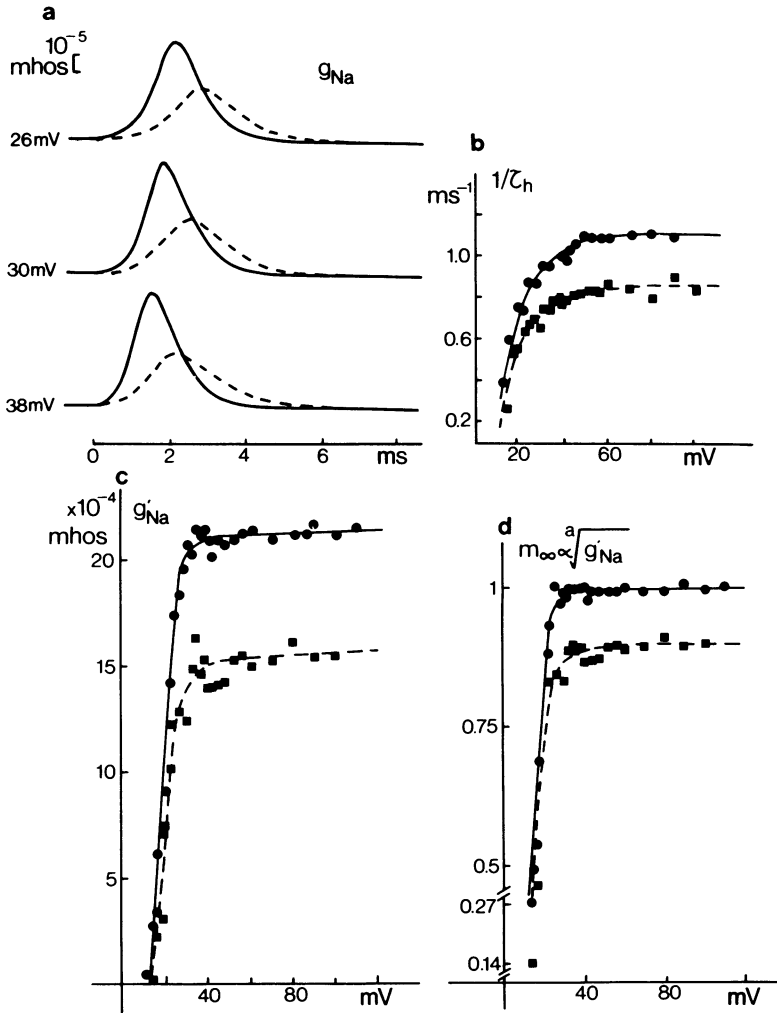 a
10⁻⁵
mhos[
gNa
26mV
30mV
38mV
0 2 4 ms 6
b
1/τh
ms⁻¹
1.0
0.6
0.2
20 60 mV
c
x10⁻⁴
mhos
g'Na
20
15
10
5
40 80 mV
d
m∞∝ ᵃ√g'Na
1
0.75
0.5
0.27
0.14
40 80 mV